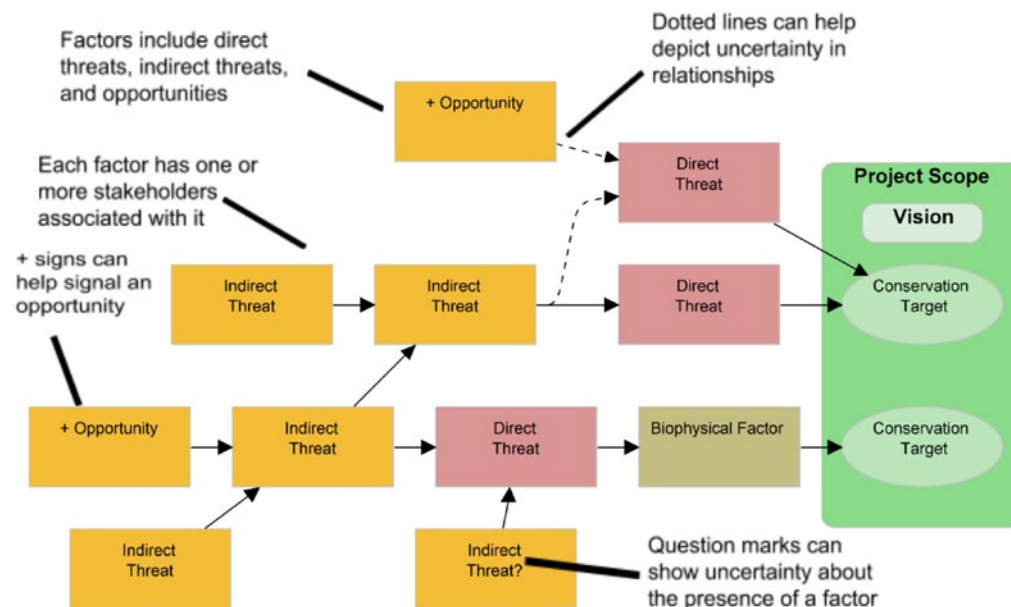 Factors include direct
threats, indirect threats,
and opportunities
Dotted lines can help
depict uncertainty in
relationships
+ Opportunity
Each factor has one or
more stakeholders
associated with it
Direct
Threat
Project Scope
Vision
+ signs can
help signal an
opportunity
Indirect
Threat
Indirect
Threat
Direct
Threat
Conservation
Target
+ Opportunity
Indirect
Threat
Direct
Threat
Biophysical Factor
Conservation
Target
Indirect
Threat
Indirect
Threat?
Question marks can
show uncertainty about
the presence of a factor